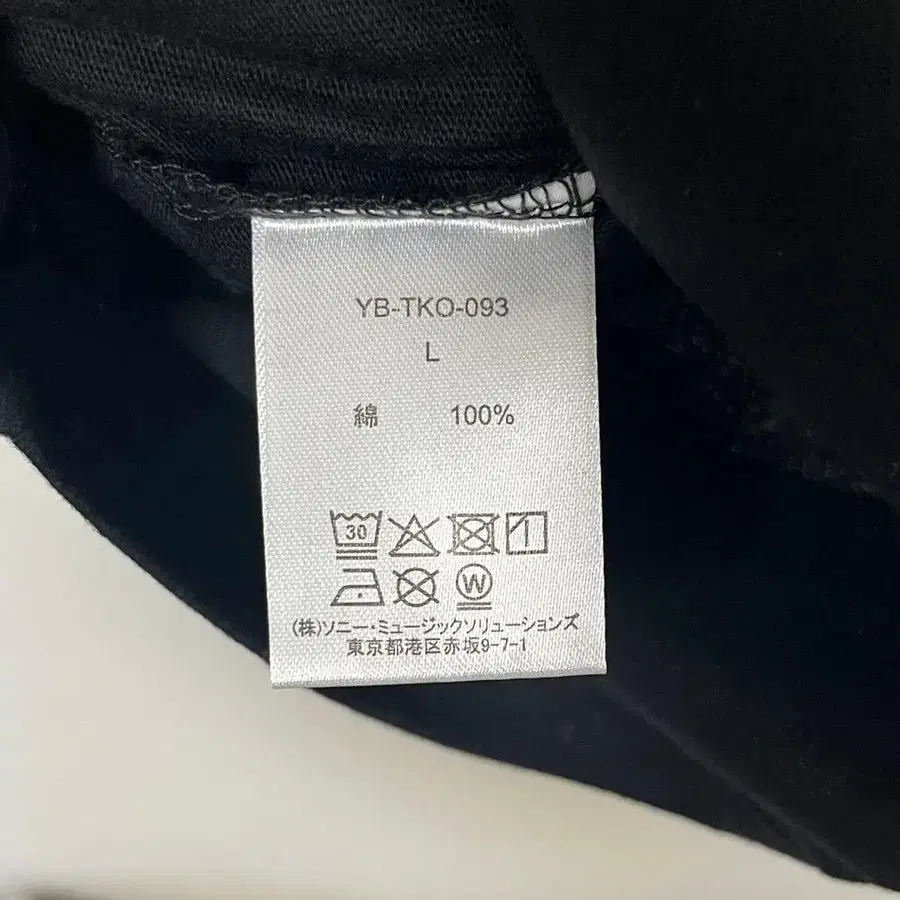 YB-TKO-093
L
綿 100%
30
W
(株)ソニー・ミュージックソリューションズ
東京都港区赤坂9-7-1